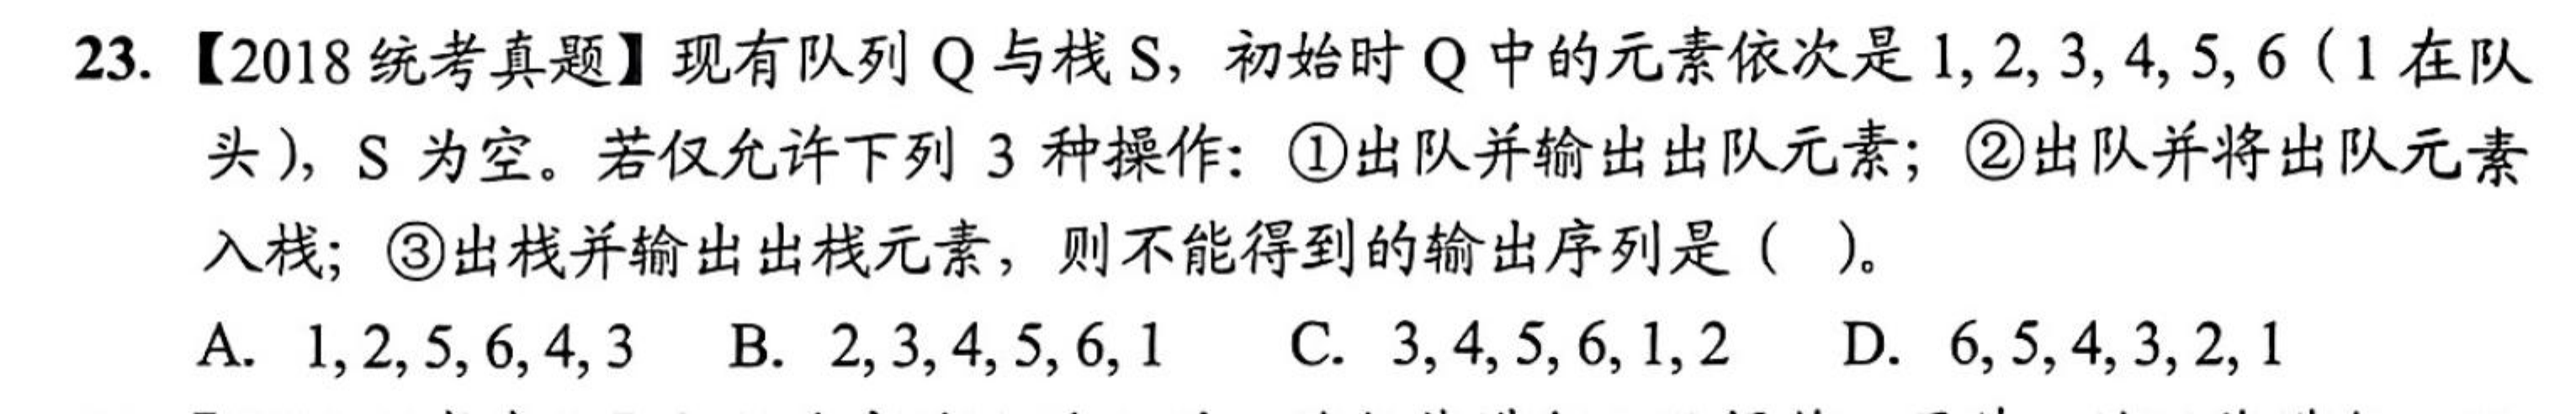 23.【2018 统考真题】现有队列 Q 与栈 S，初始时 Q 中的元素依次是 1, 2, 3, 4, 5, 6（1 在队
头），S 为空。若仅允许下列 3 种操作：①出队并输出出队元素；②出队并将出队元素
入栈；③出栈并输出出栈元素，则不能得到的输出序列是（ ）。
A. 1, 2, 5, 6, 4, 3 B. 2, 3, 4, 5, 6, 1 C. 3, 4, 5, 6, 1, 2 D. 6, 5, 4, 3, 2, 1